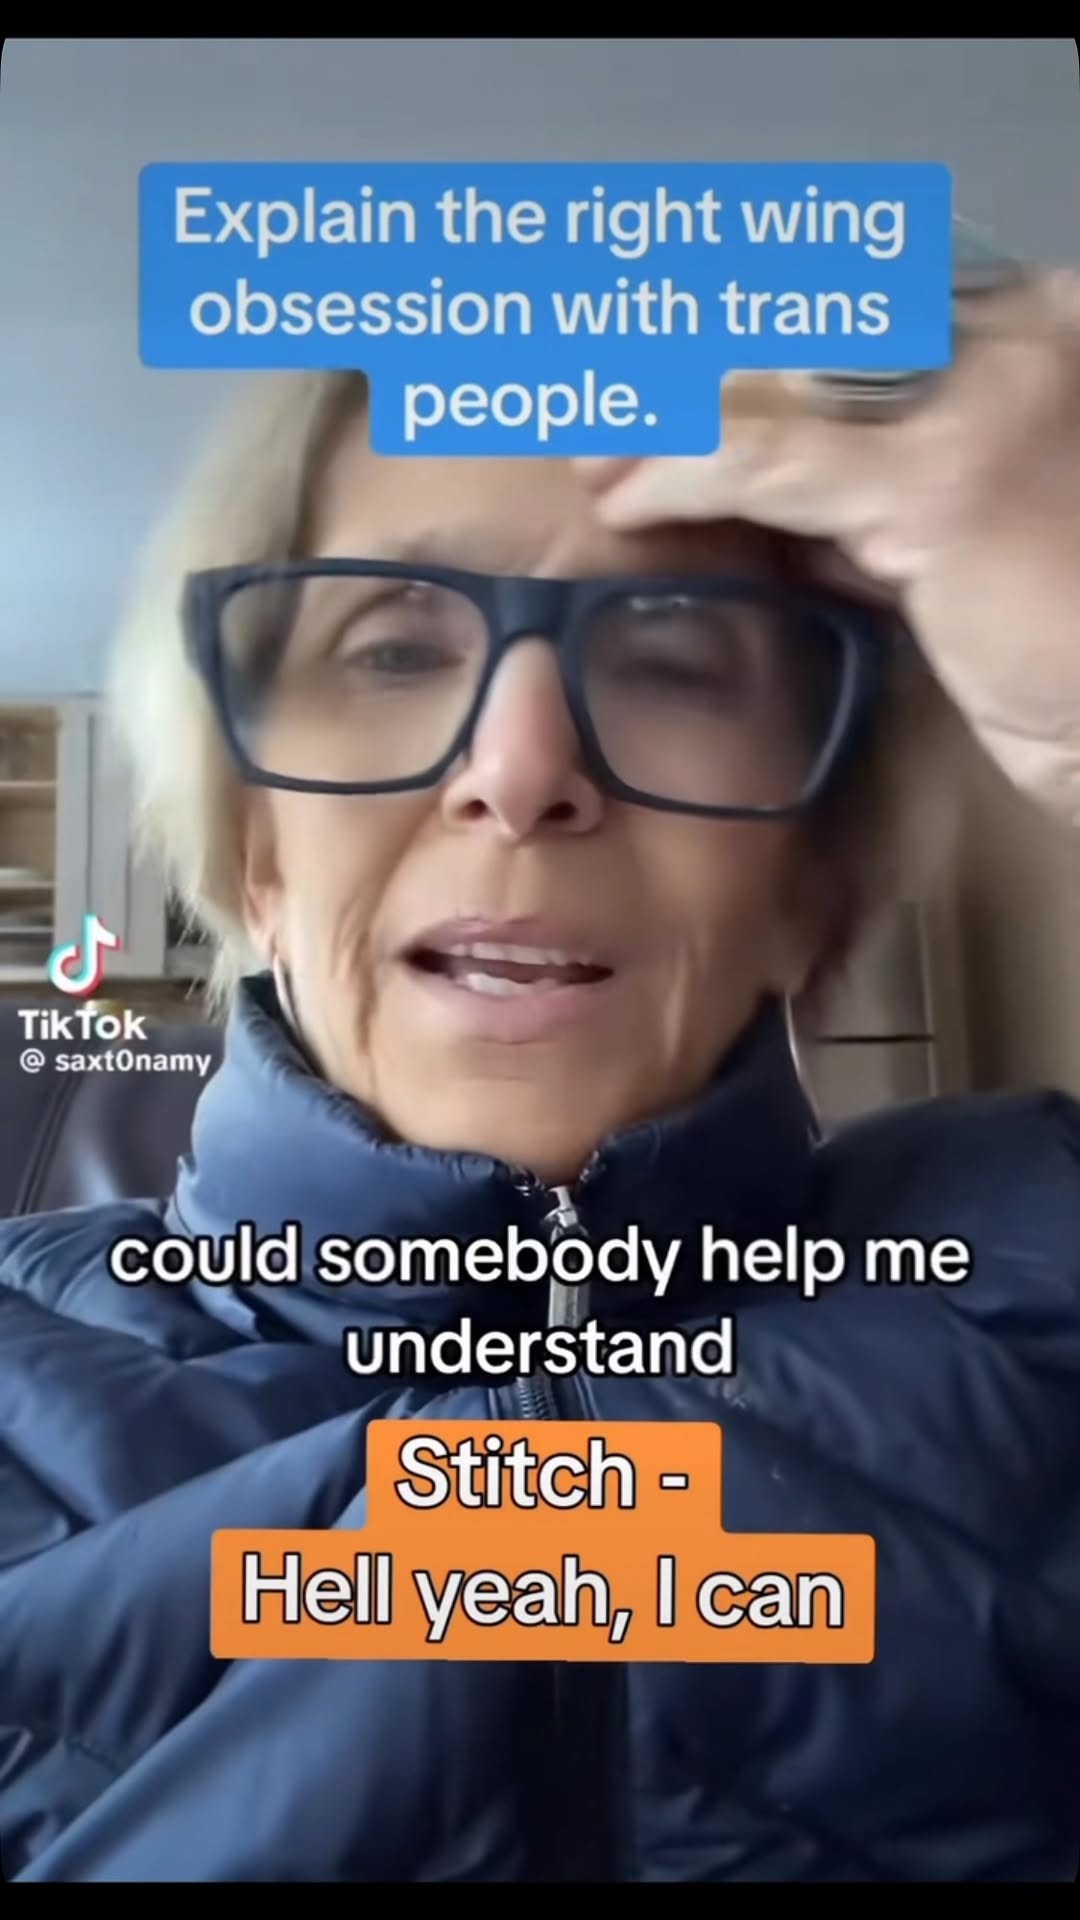 Explain the right wing
obsession with trans
people.
TikTok
@ saxt0namy
could somebody help me
understand
Stitch -
Hell yeah, I can